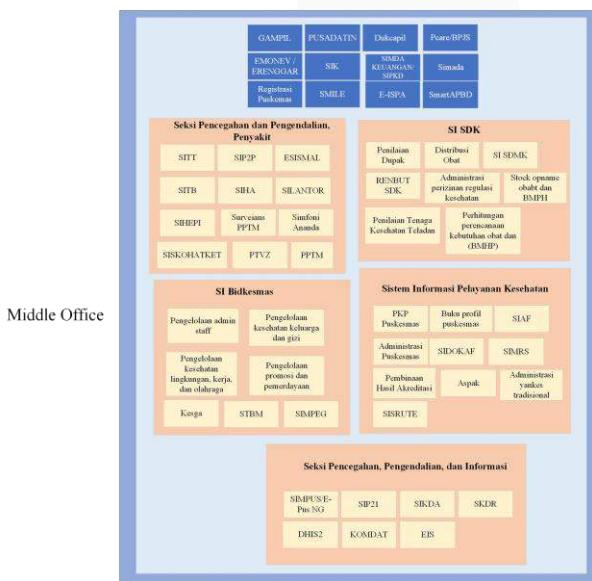 GAMPIL
PUSADATIN
Dukcapil
Pcare/BPJS
EMONEV /
ERENGGAR
SIK
SIMDA
KEUANGAN/
SIPKD
Simada
Registrasi
Puskemas
SMILE
E-ISPA
SmartAPBD
Middle Office
Seksi Pencegahan dan Pengendalian,
Penyakit
SITT
SIP2P
ESISMAL
SITB
SIHA
SILANTOR
SIHEPI
Surveians
PPTM
Simfoni
Ananda
SISKOHATKET
PTVZ
PPTM
SI SDK
Penilaian
Dupak
Distribusi
Obat
SI SDMK
RENBUT
SDK
Administrasi
perizinan regulasi
kesehatan
Stock opname
obabt dan
BMPH
Penilaian Tenaga
Kesehatan Teladan
Perhitungan
perencanaan
kebutuhan obat dan
(BMHP)
SI Bidkesmas
Pengelolaan admin
staff
Pengelolaan
kesehatan keluarga
dan gizi
Pengelolaan
kesehatan
lingkungan, kerja,
dan olahraga
Pengelolaan
promosi dan
pemerdayaan
Kesga
STBM
SIMPEG
Sistem Informasi Pelayanan Kesehatan
PKP
Puskesmas
Buku profil
puskesmas
SIAF
Administrasi
Puskesmas
SIDOKAF
SIMRS
Pembinaan
Hasil Akreditasi
Aspak
Administrasi
yankes
tradisional
SISRUTE
Seksi Pencegahan, Pengendalian, dan Informasi
SIMPUS/E-
Pus NG
SIP21
SIKDA
SKDR
DHIS2
KOMDAT
EIS